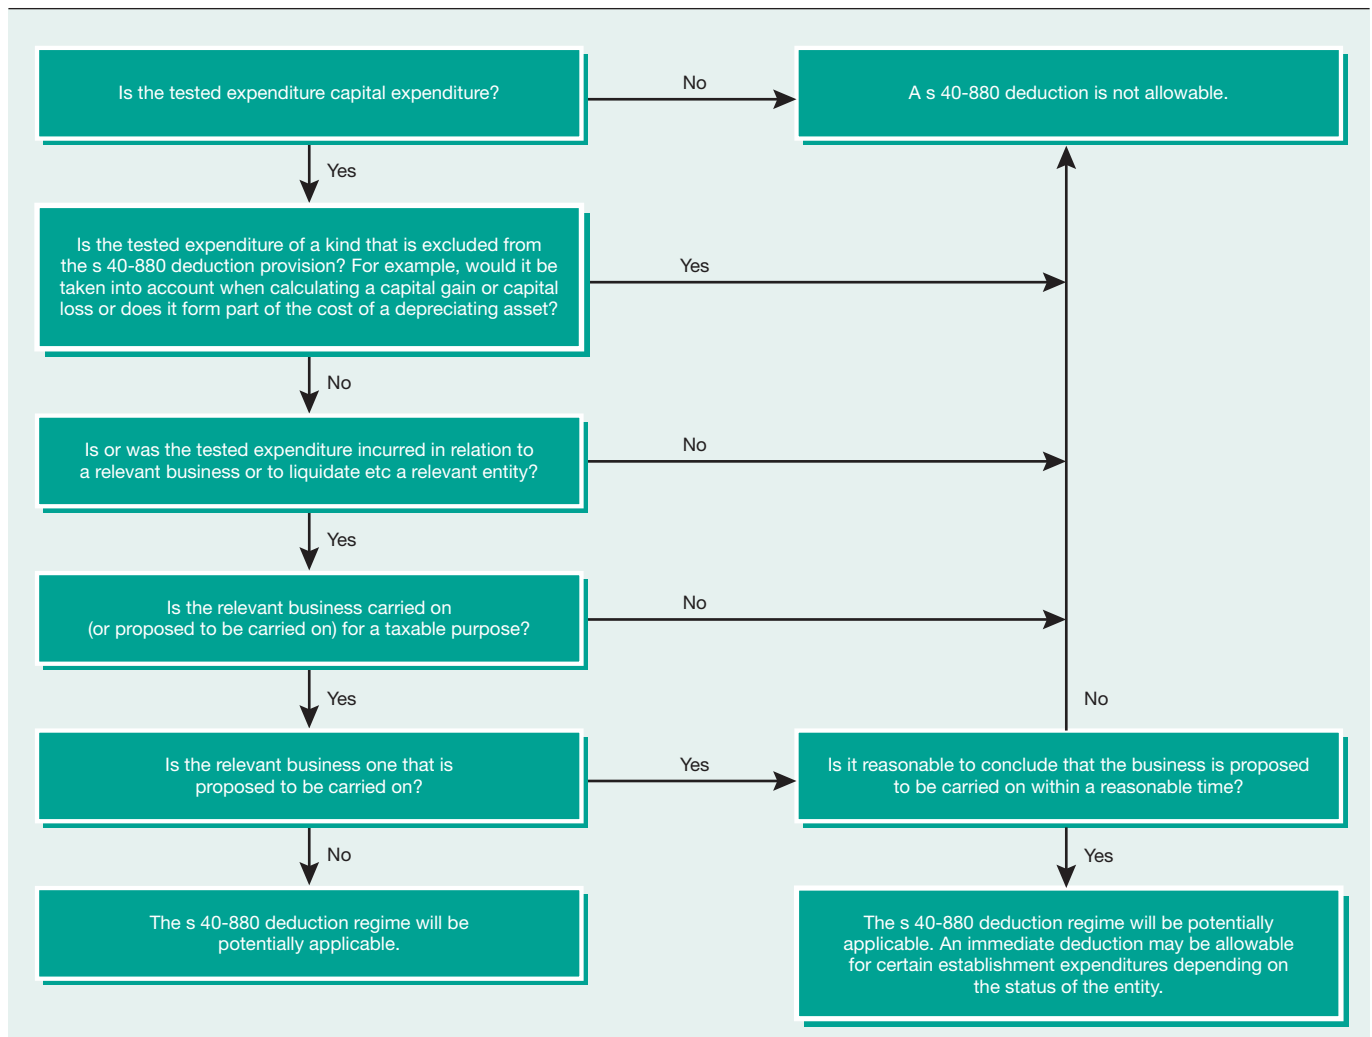 Is the tested expenditure capital expenditure?
No
A s 40-880 deduction is not allowable.
Yes
Is the tested expenditure of a kind that is excluded from
the s 40-880 deduction provision? For example, would it be
taken into account when calculating a capital gain or capital
loss or does it form part of the cost of a depreciating asset?
Yes
No
Is or was the tested expenditure incurred in relation to
a relevant business or to liquidate etc a relevant entity?
No
Yes
Is the relevant business carried on
(or proposed to be carried on) for a taxable purpose?
No
Yes
No
Is the relevant business one that is
proposed to be carried on?
Yes
Is it reasonable to conclude that the business is proposed
to be carried on within a reasonable time?
No
Yes
The s 40-880 deduction regime will be
potentially applicable.
The s 40-880 deduction regime will be potentially
applicable. An immediate deduction may be allowable
for certain establishment expenditures depending on
the status of the entity.